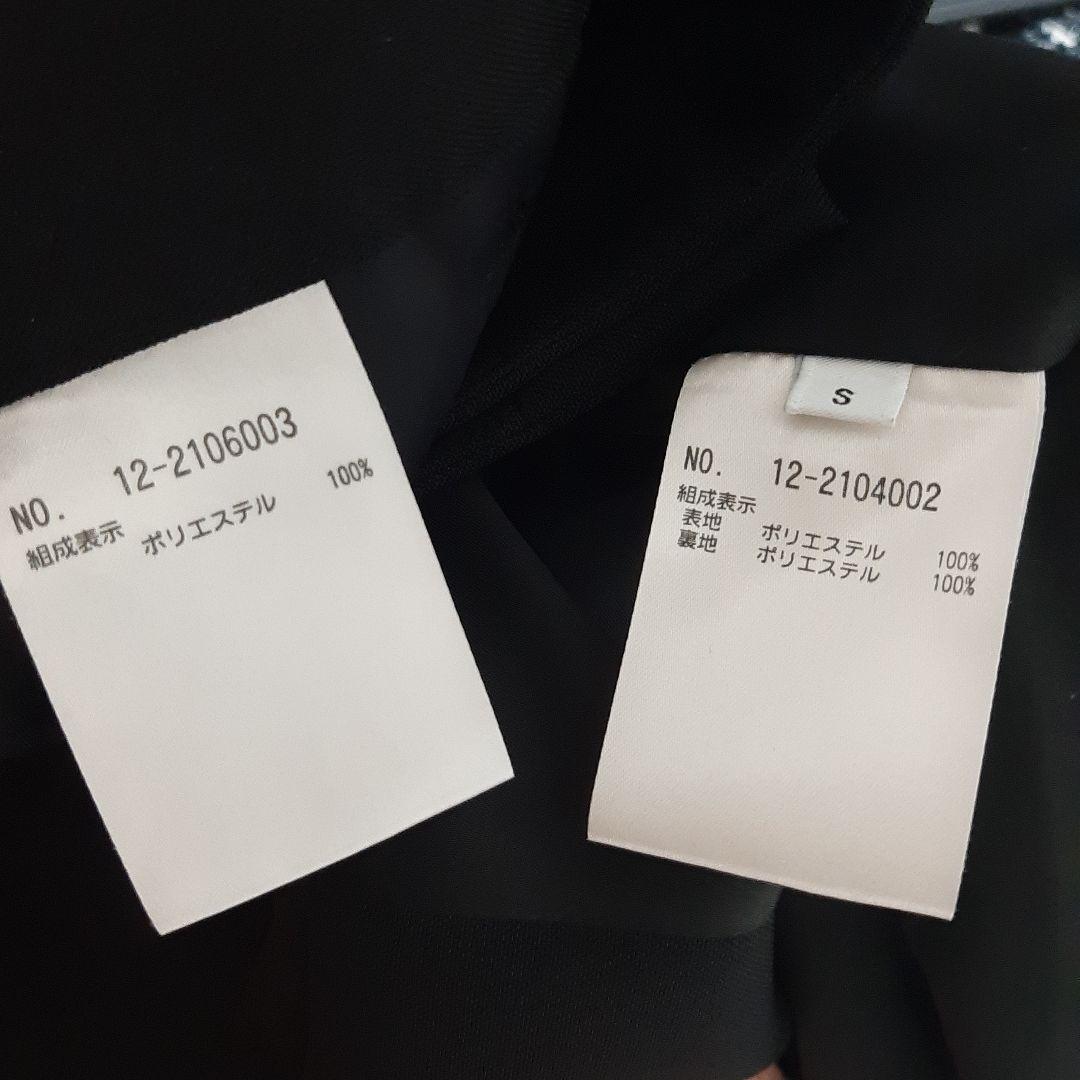 NO. 12-2106003
組成表示 ポリエステル 100%
S
NO. 12-2104002
組成表示
表地 ポリエステル 100%
裏地 ポリエステル 100%